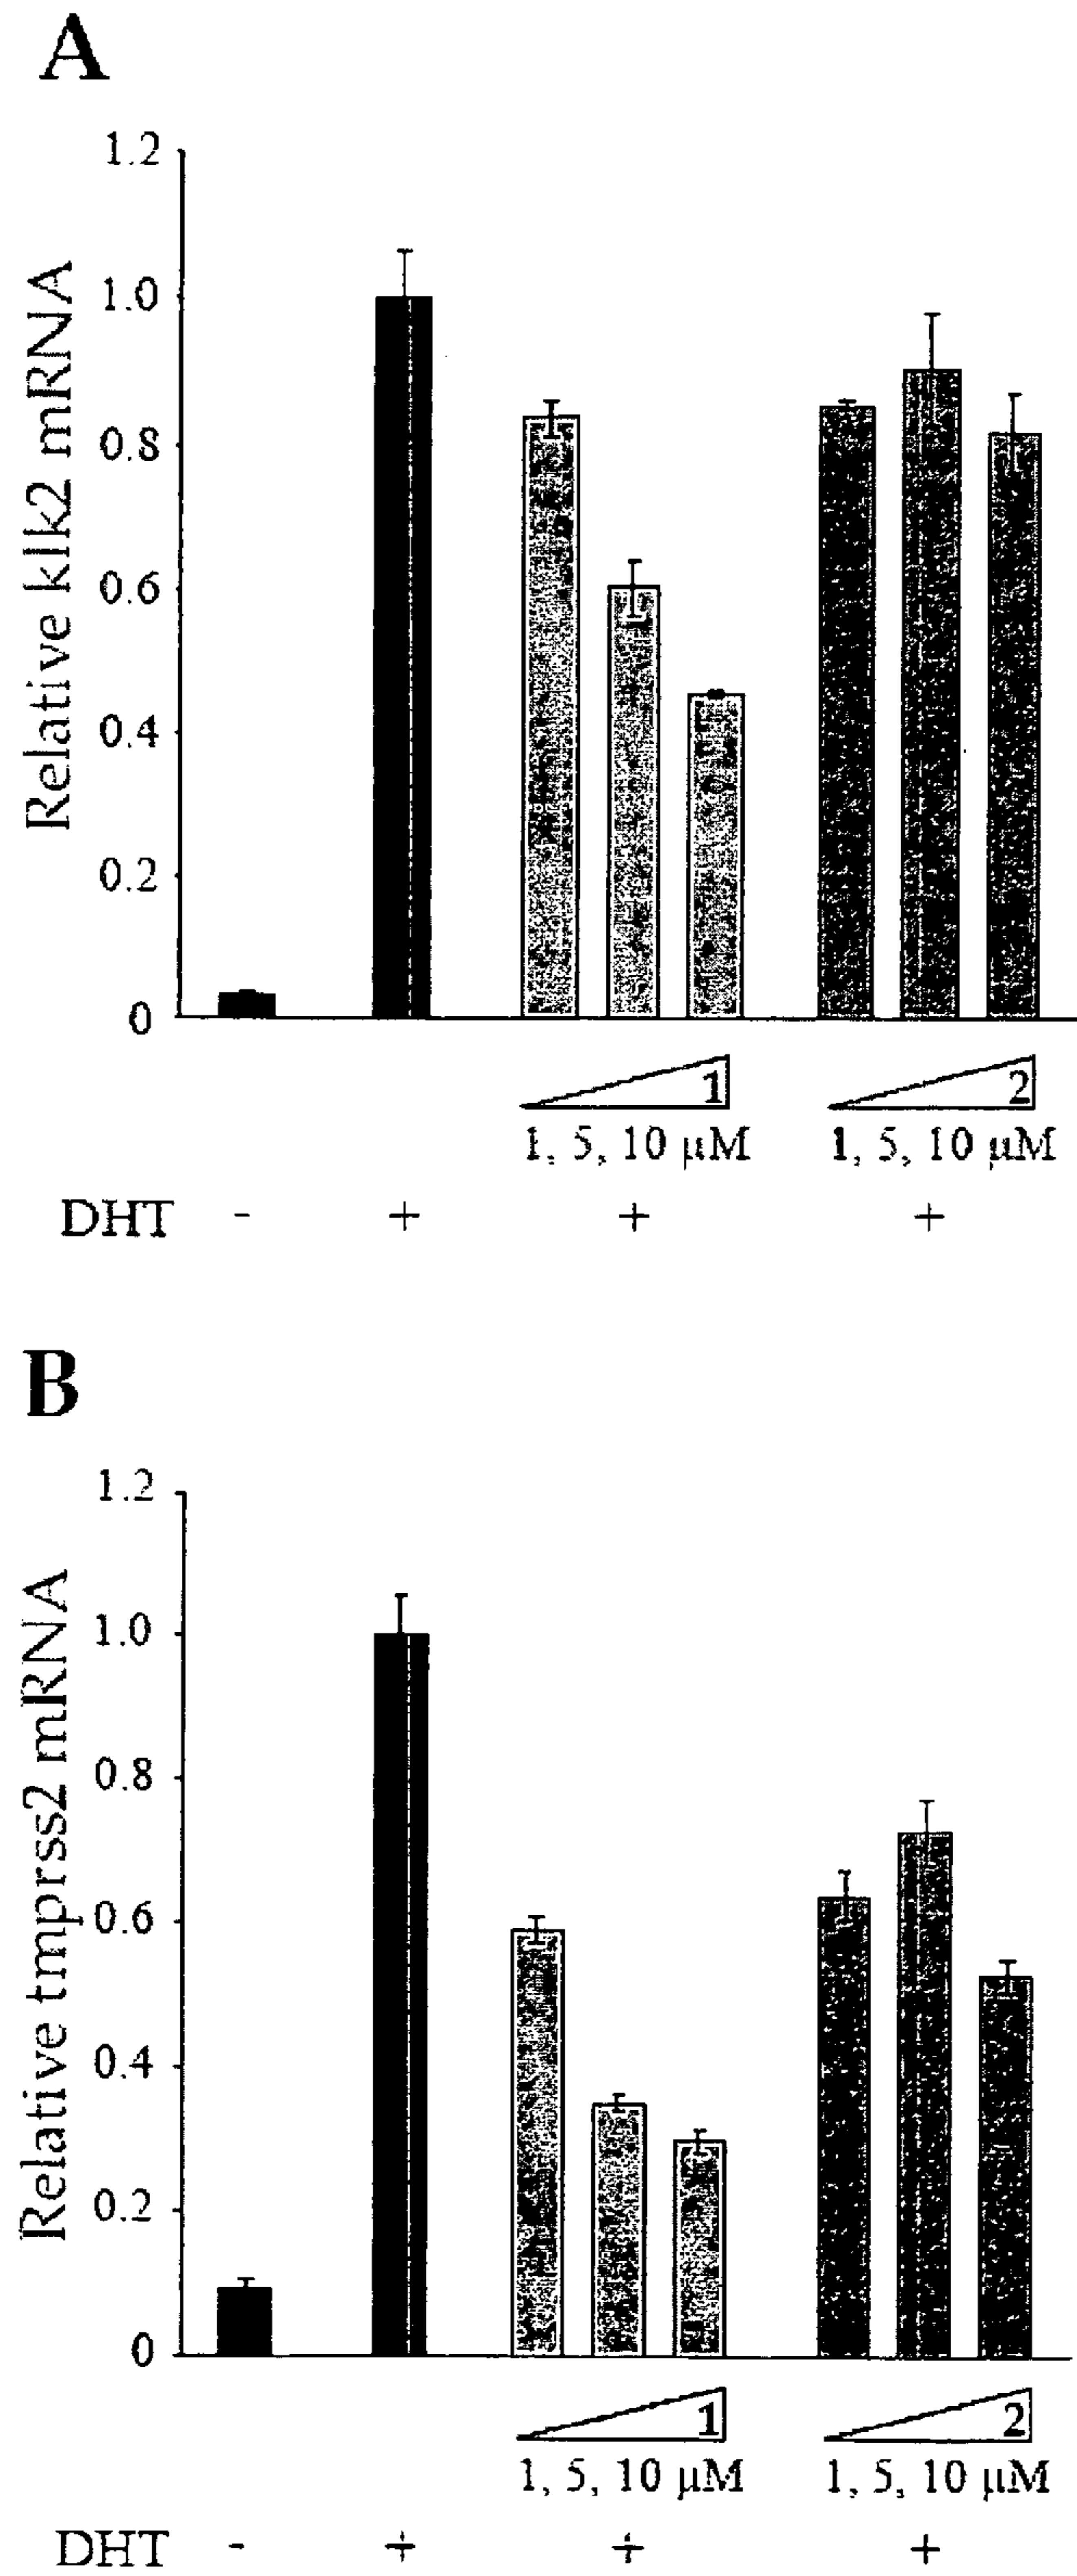 A
Relative klk2 mRNA
1.2
1.0
0.8
0.6
0.4
0.2
0
1 2
1, 5, 10 μM 1, 5, 10 μM
DHT - + + +
B
Relative tmprss2 mRNA
1.2
1.0
0.8
0.6
0.4
0.2
0
1 2
1, 5, 10 μM 1, 5, 10 μM
DHT - + + +